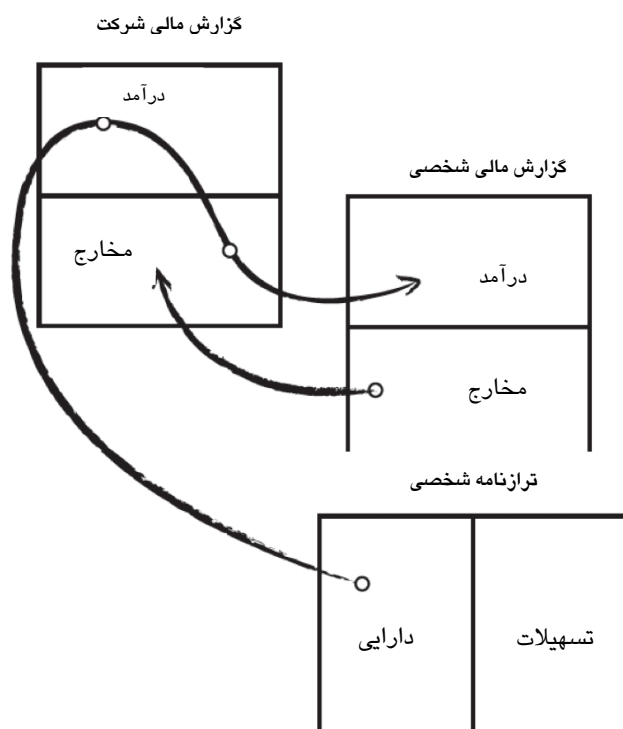 گزارش مالی شرکت
درآمد
مخارج
گزارش مالی شخصی
درآمد
مخارج
ترازنامه شخصی
تسهیلات
دارایی